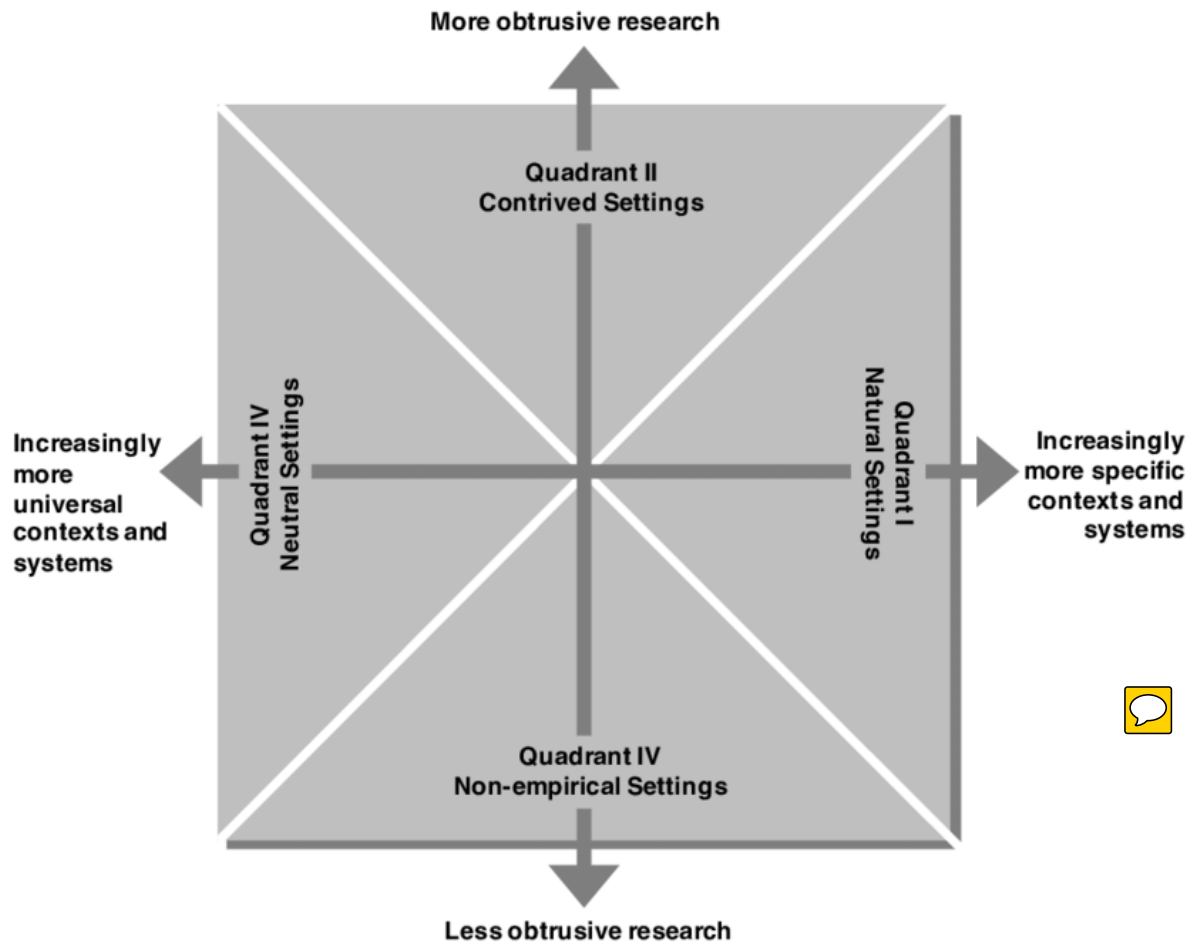 More obtrusive research
Quadrant II
Contrived Settings
Quadrant IV
Neutral Settings
Quadrant I
Natural Settings
Increasingly
more
universal
contexts and
systems
Increasingly
more specific
contexts and
systems
Quadrant IV
Non-empirical Settings
Less obtrusive research